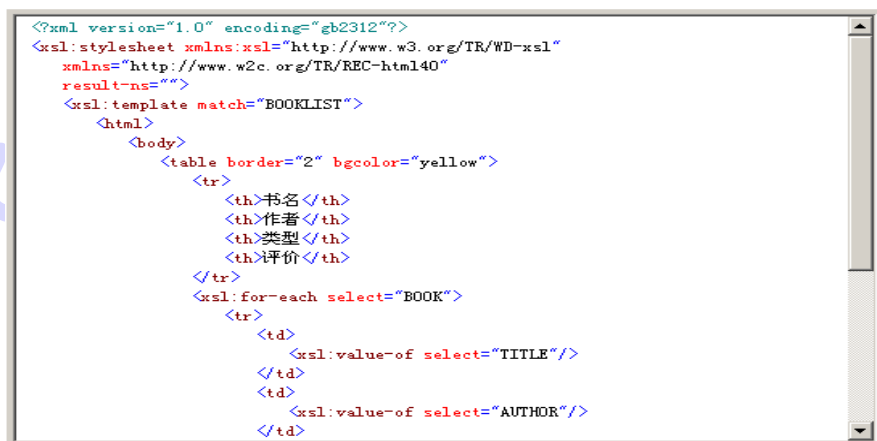 <?xml version="1.0" encoding="gb2312"?>
<xsl:stylesheet xmlns:xsl="http://www.w3.org/TR/WD-xsl"
xmlns="http://www.w2c.org/TR/REC-html40"
result-ns="">
<xsl:template match="BOOKLIST">
<html>
<body>
<table border="2" bgcolor="yellow">
<tr>
<th>书名</th>
<th>作者</th>
<th>类型</th>
<th>评价</th>
</tr>
<xsl:for-each select="BOOK">
<tr>
<td>
<xsl:value-of select="TITLE"/>
</td>
<td>
<xsl:value-of select="AUTHOR"/>
</td>